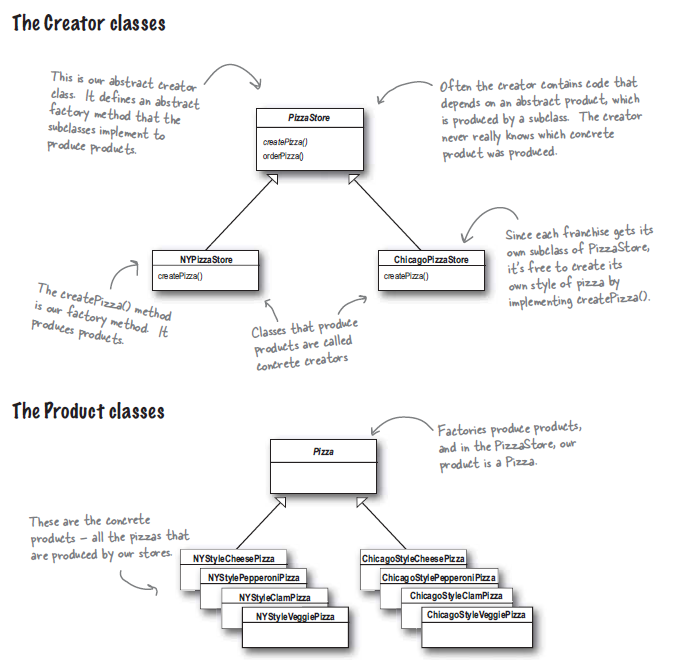 The Creator classes
This is our abstract creator
class. It defines an abstract
factory method that the
subclasses implement to
produce products.
PizzaStore
createPizza()
orderPizza()
Often the creator contains code that
depends on an abstract product, which
is produced by a subclass. The creator
never really knows which concrete
product was produced.
NYPizzaStore
createPizza()
ChicagoPizzaStore
createPizza()
Since each franchise gets its
own subclass of PizzaStore,
it's free to create its
own style of pizza by
implementing createPizza().
The createPizza() method
is our factory method. It
produces products.
Classes that produce
products are called
concrete creators
The Product classes
Pizza
Factories produce products,
and in the PizzaStore, our
product is a Pizza.
These are the concrete
products – all the pizzas that
are produced by our stores.
NYStyleCheesePizza
NYStylePepperoniPizza
NYStyleClamPizza
NYStyleVeggiePizza
ChicagoStyleCheesePizza
ChicagoStylePepperoniPizza
ChicagoStyleClamPizza
ChicagoStyleVeggiePizza